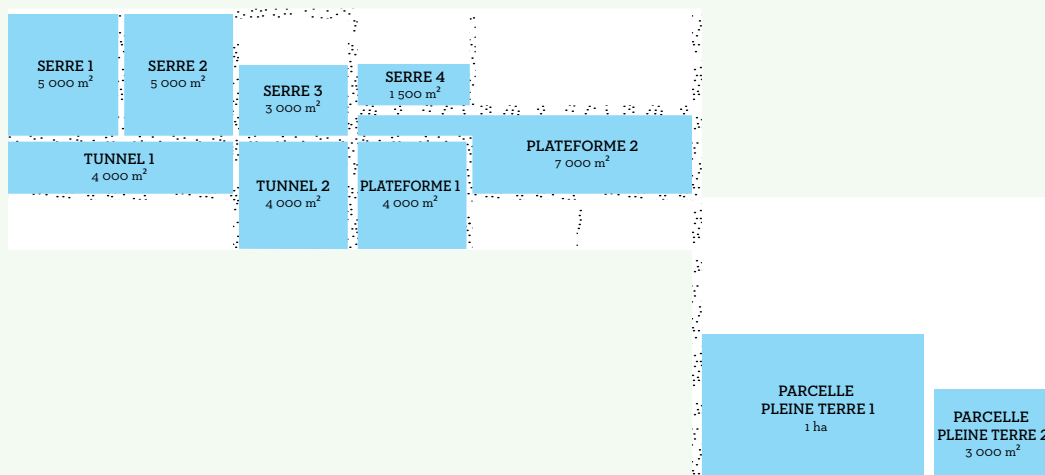 SERRE 1
5 000 m²
SERRE 2
5 000 m²
SERRE 3
3 000 m²
SERRE 4
1 500 m²
TUNNEL 1
4 000 m²
TUNNEL 2
4 000 m²
PLATEFORME 1
4 000 m²
PLATEFORME 2
7 000 m²
PARCELLE
PLEINE TERRE 1
1 ha
PARCELLE
PLEINE TERRE 2
3 000 m²